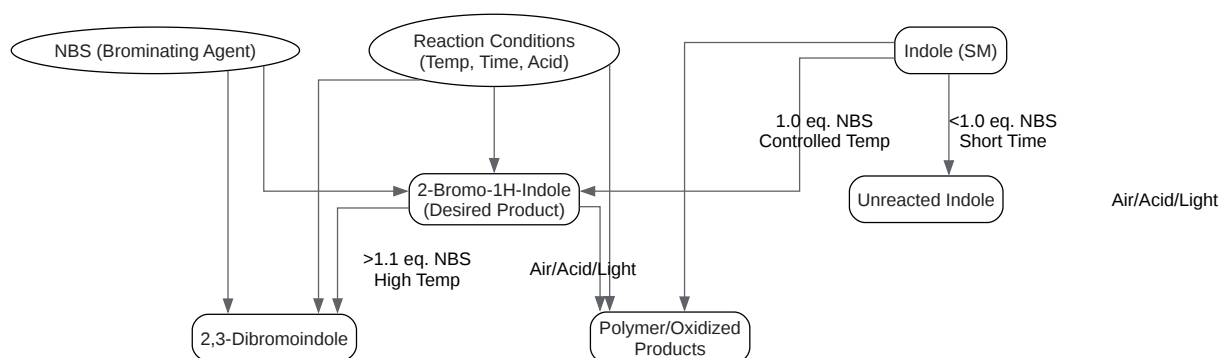 NBS (Brominating Agent)
Reaction Conditions
(Temp, Time, Acid)
Indole (SM)
1.0 eq. NBS
Controlled Temp
<1.0 eq. NBS
Short Time
2-Bromo-1H-Indole
(Desired Product)
Unreacted Indole
Air/Acid/Light
>1.1 eq. NBS
High Temp
Air/Acid/Light
2,3-Dibromoindole
Polymer/Oxidized
Products